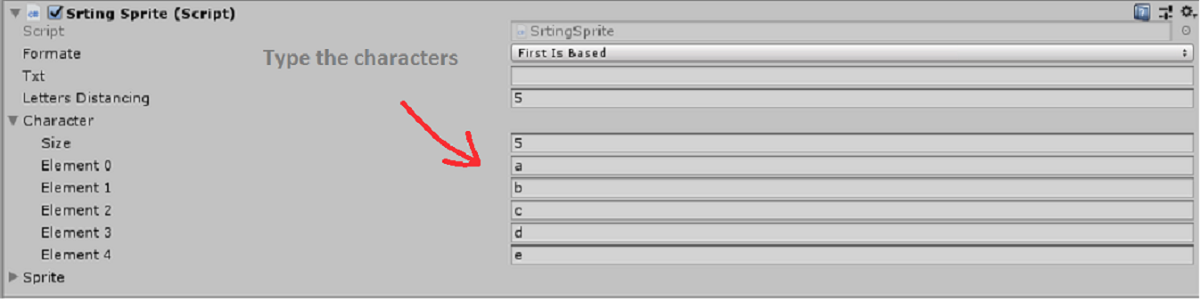 Srting Sprite (Script)
Script SrtingSprite
Formate First Is Based
Type the characters
Txt
Letters Distancing 5
Character
Size 5
Element 0 a
Element 1 b
Element 2 c
Element 3 d
Element 4 e
Sprite